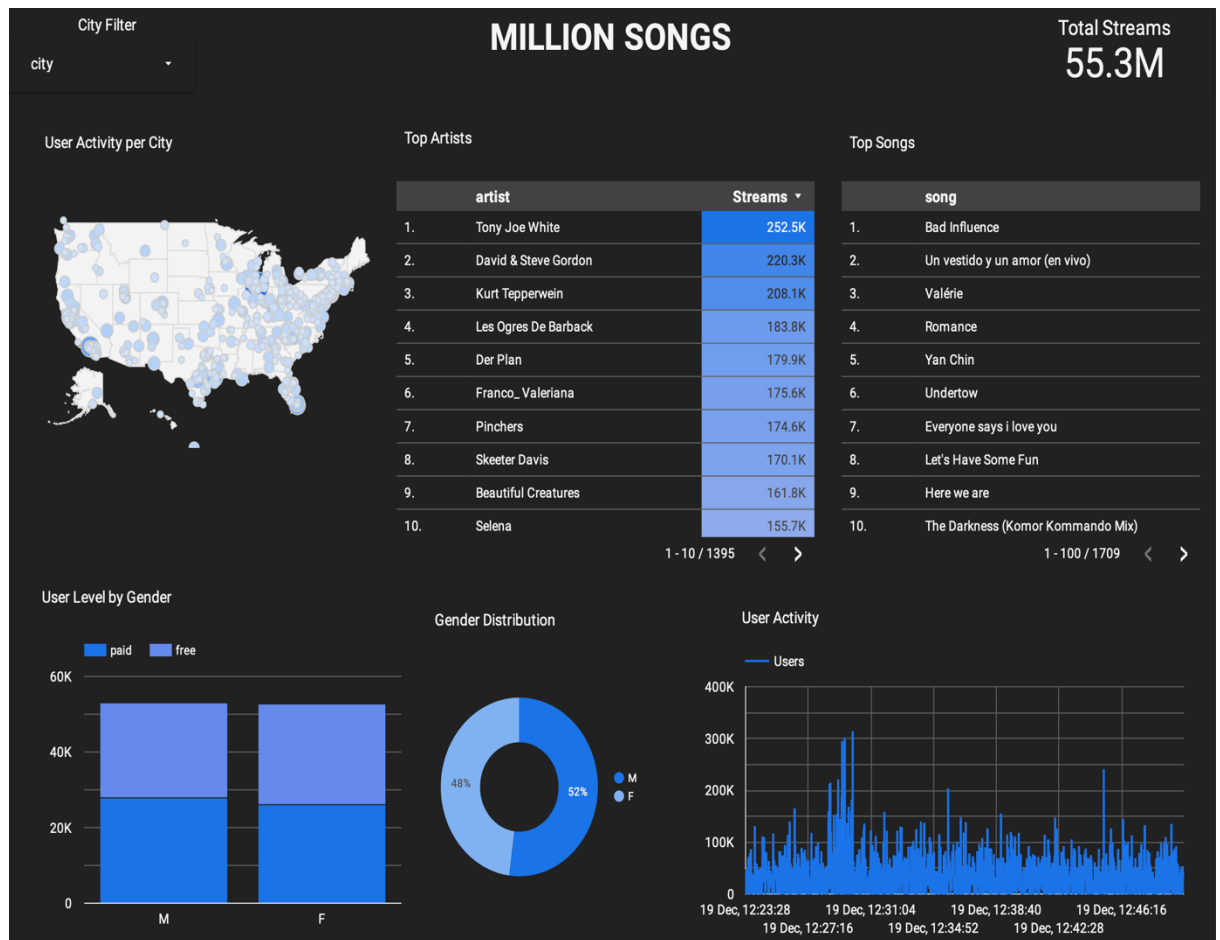 City Filter
city
MILLION SONGS
Total Streams
55.3M
User Activity per City
Top Artists
artist Streams
1. Tony Joe White 252.5K
2. David & Steve Gordon 220.3K
3. Kurt Tepperwein 208.1K
4. Les Ogres De Barback 183.8K
5. Der Plan 179.9K
6. Franco_ Valeriana 175.6K
7. Pinchers 174.6K
8. Skeeter Davis 170.1K
9. Beautiful Creatures 161.8K
10. Selena 155.7K
1 - 10 / 1395
Top Songs
song
1. Bad Influence
2. Un vestido y un amor (en vivo)
3. Valérie
4. Romance
5. Yan Chin
6. Undertow
7. Everyone says i love you
8. Let's Have Some Fun
9. Here we are
10. The Darkness (Komor Kommando Mix)
1 - 100 / 1709
User Level by Gender
paid free
60K
40K
20K
0
M F
Gender Distribution
48%
52%
M
F
User Activity
Users
400K
300K
200K
100K
0
19 Dec, 12:23:28 19 Dec, 12:31:04 19 Dec, 12:38:40 19 Dec, 12:46:16
19 Dec, 12:27:16 19 Dec, 12:34:52 19 Dec, 12:42:28